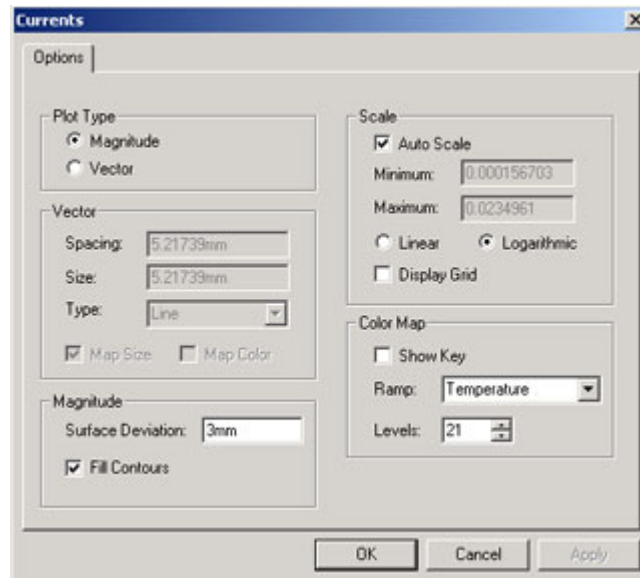 Currents
Options
Plot Type
Magnitude
Vector
Vector
Spacing: 5.21739mm
Size: 5.21739mm
Type: Line
Map Size Map Color
Magnitude
Surface Deviation: 3mm
Fill Contours
Scale
Auto Scale
Minimum: 0.000156703
Maximum: 0.0234961
Linear Logarithmic
Display Grid
Color Map
Show Key
Ramp: Temperature
Levels: 21
OK Cancel Apply